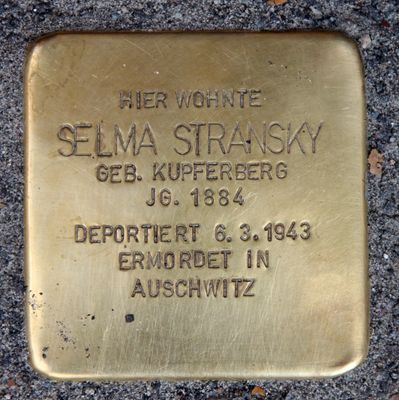 HIER WOHNTE
SELMA STRANSKY
GEB. KUPFERBERG
JG. 1884
DEPORTIERT 6.3.1943
ERMORDET IN
AUSCHWITZ